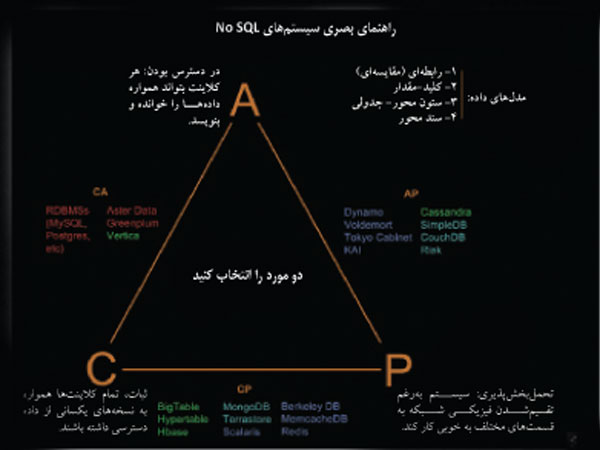 راهنمای بصری سیستم‌های No SQL
در دسترس بودن: هر
کلاینت بتواند همواره
داده‌هـــا را خوانده و
بنویسد.
A
مدل‌های داده:
۱- رابطه‌ای (مقایسه‌ای)
۲- کلید-مقدار
۳- ستون محور- جدولی
۴- سند محور
CA
RDBMSs
(MySQL,
Postgres,
etc)
Aster Data
Greenplum
Vertica
AP
Dynamo
Voldemort
Tokyo Cabinet
KAI
Cassandra
SimpleDB
CouchDB
Riak
دو مورد را انتخاب کنید
C
P
ثبات، تمام کلاینت‌ها همواره
به نسخه‌های یکسانی از داده
دسترسی داشته باشند.
CP
BigTable
Hypertable
Hbase
MongoDB
Terrastore
Scalaris
Berkeley DB
MemcacheDB
Redis
تحمل‌بخش‌پذیری: سیستم به‌رغم
تقسیم‌شدن فیزیکی شبکه به
قسمت‌های مختلف به خوبی کار کند.